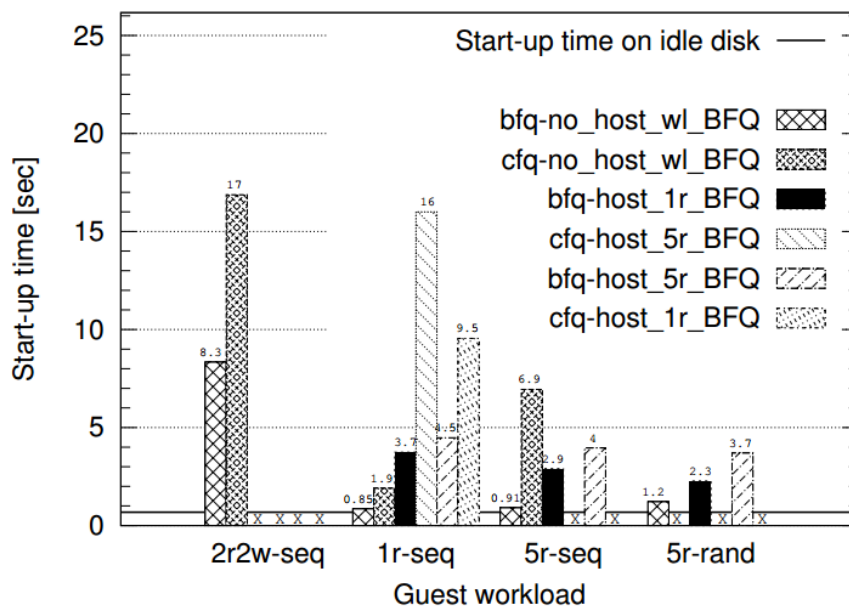 25
20
15
10
5
0
Start-up time [sec]
Start-up time on idle disk
bfq-no_host_wl_BFQ
cfq-no_host_wl_BFQ
bfq-host_1r_BFQ
cfq-host_5r_BFQ
bfq-host_5r_BFQ
cfq-host_1r_BFQ
8.3
17
X X X X
0.85
1.9
3.7
16
4.5
9.5
0.91
6.9
2.9
X
4
X
1.2
X
2.3
X
3.7
X
2r2w-seq 1r-seq 5r-seq 5r-rand
Guest workload